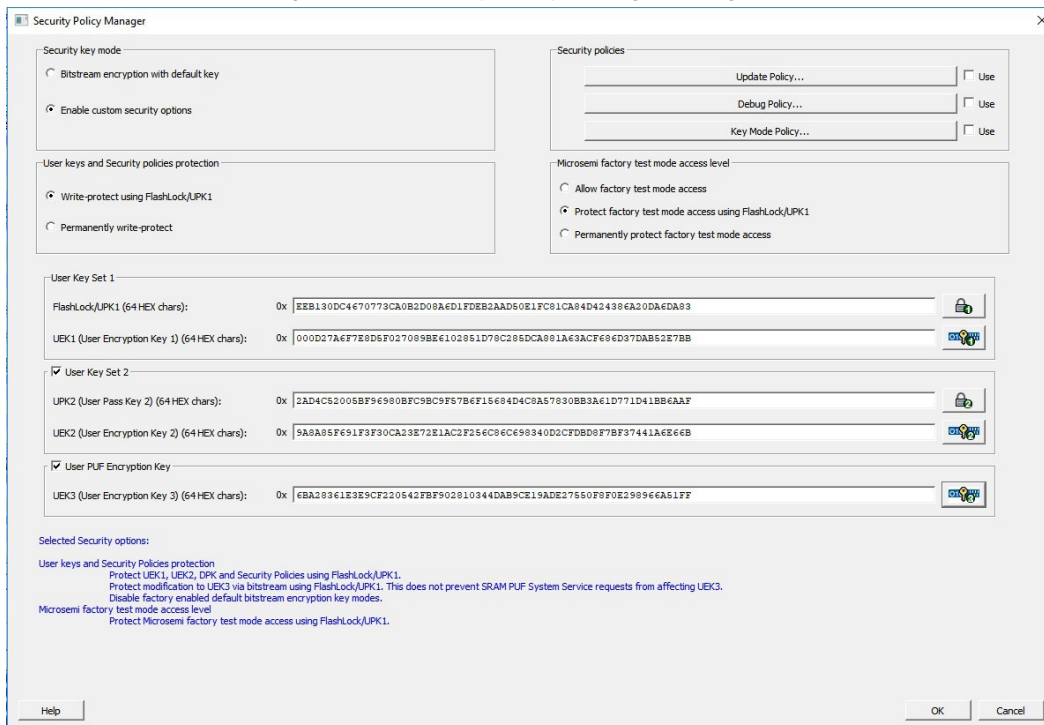 Security Policy Manager
Security key mode
Bitstream encryption with default key
Enable custom security options
Security policies
Update Policy...
Use
Debug Policy...
Use
Key Mode Policy...
Use
User keys and Security policies protection
Write-protect using FlashLock/UPK1
Permanently write-protect
Microsemi factory test mode access level
Allow factory test mode access
Protect factory test mode access using FlashLock/UPK1
Permanently protect factory test mode access
User Key Set 1
FlashLock/UPK1 (64 HEX chars): 0x EEB130DC4670773CA0B2D08A6D1FDEB2AAD50E1FC81CA84D424386A20DA6DA83
UEK1 (User Encryption Key 1) (64 HEX chars): 0x 000D27A6F7E8D5F027089BE6102851D78C285DCA881A63ACF686D37DAB52E7BB
User Key Set 2
UPK2 (User Pass Key 2) (64 HEX chars): 0x 2AD4C52005BF96980BFC9BC9F57B6F15684D4C8A57830BB3A61D771D41BB6AAF
UEK2 (User Encryption Key 2) (64 HEX chars): 0x 9A8A85F691F3F30CA23E72E1AC2F256C86C698340D2CFDBD8F7BF37441A6E66B
User PUF Encryption Key
UEK3 (User Encryption Key 3) (64 HEX chars): 0x 6BA28361E3E9CF220542FBF902810344DAB9CE19ADE27550F8F0E298966A51FF
Selected Security options:
User keys and Security Policies protection
Protect UEK1, UEK2, DPK and Security Policies using FlashLock/UPK1.
Protect modification to UEK3 via bitstream using FlashLock/UPK1. This does not prevent SRAM PUF System Service requests from affecting UEK3.
Disable factory enabled default bitstream encryption key modes.
Microsemi factory test mode access level
Protect Microsemi factory test mode access using FlashLock/UPK1.
Help
OK
Cancel